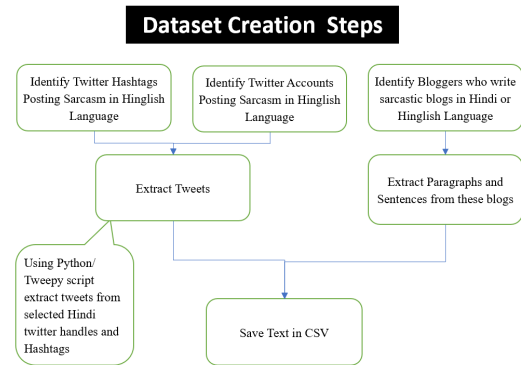 Dataset Creation Steps
Identify Twitter Hashtags
Posting Sarcasm in Hinglish
Language
Identify Twitter Accounts
Posting Sarcasm in Hinglish
Language
Identify Bloggers who write
sarcastic blogs in Hindi or
Hinglish Language
Extract Tweets
Extract Paragraphs and
Sentences from these blogs
Using Python/
Tweepy script
extract tweets from
selected Hindi
twitter handles and
Hashtags
Save Text in CSV